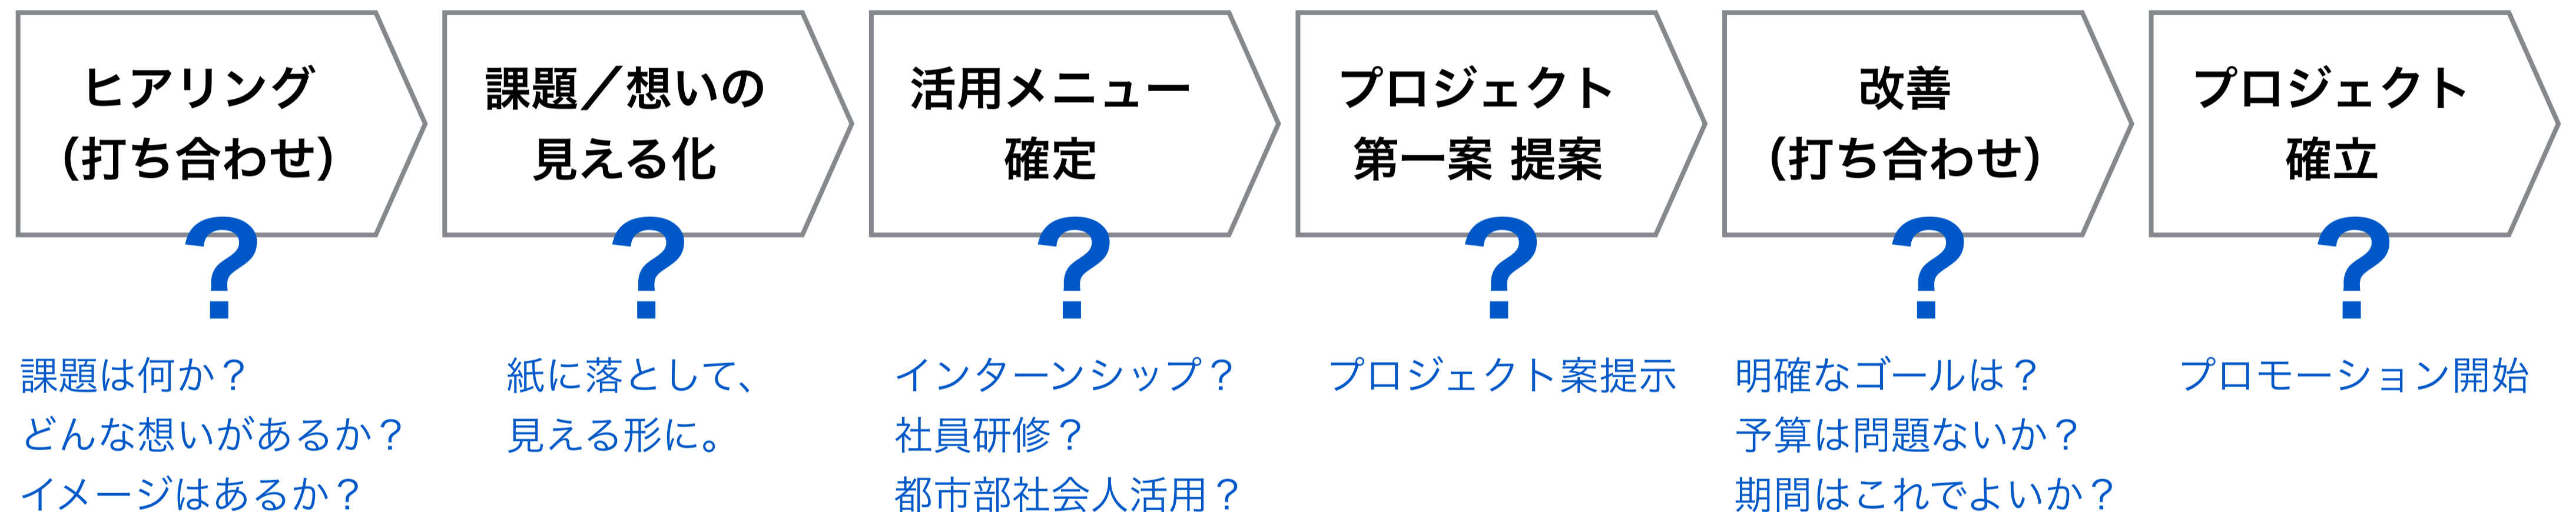 ヒアリング
（打ち合わせ）
?
課題は何か？
どんな想いがあるか？
イメージはあるか？
課題／想いの
見える化
?
紙に落として、
見える形に。
活用メニュー
確定
?
インターンシップ？
社員研修？
都市部社会人活用？
プロジェクト
第一案 提案
?
プロジェクト案提示
改善
（打ち合わせ）
?
明確なゴールは？
予算は問題ないか？
期間はこれでよいか？
プロジェクト
確立
?
プロモーション開始